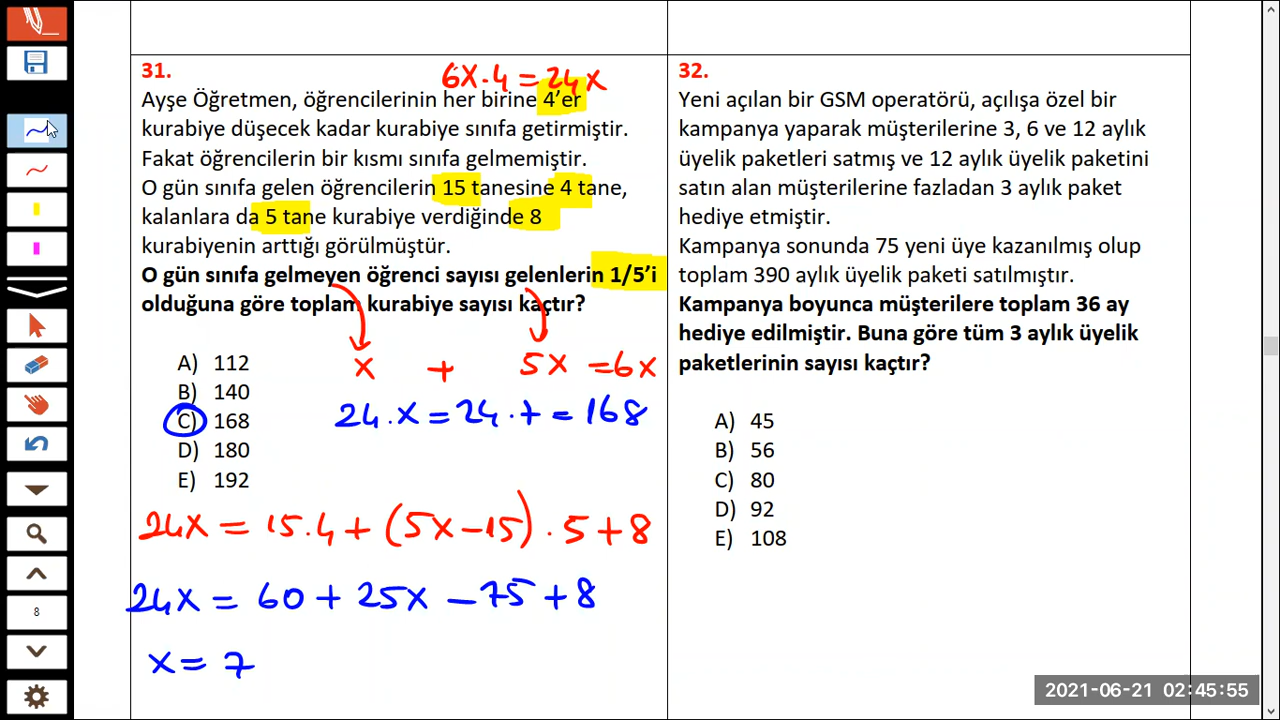 31.
6x·4=24x
Ayşe Öğretmen, öğrencilerinin her birine 4'er
kurabiye düşecek kadar kurabiye sınıfa getirmiştir.
Fakat öğrencilerin bir kısmı sınıfa gelmemiştir.
O gün sınıfa gelen öğrencilerin 15 tanesine 4 tane,
kalanlara da 5 tane kurabiye verdiğinde 8
kurabiyenin arttığı görülmüştür.
O gün sınıfa gelmeyen öğrenci sayısı gelenlerin 1/5'i
olduğuna göre toplam kurabiye sayısı kaçtır?
x + 5x =6x
A) 112
B) 140
C) 168
D) 180
E) 192
24.x=24.7=168
24x = 15.4 + (5x-15).5+8
24x = 60 + 25x - 75 + 8
x = 7
32.
Yeni açılan bir GSM operatörü, açılışa özel bir
kampanya yaparak müşterilerine 3, 6 ve 12 aylık
üyelik paketleri satmış ve 12 aylık üyelik paketini
satın alan müşterilerine fazladan 3 aylık paket
hediye etmiştir.
Kampanya sonunda 75 yeni üye kazanılmış olup
toplam 390 aylık üyelik paketi satılmıştır.
Kampanya boyunca müşterilere toplam 36 ay
hediye edilmiştir. Buna göre tüm 3 aylık üyelik
paketlerinin sayısı kaçtır?
A) 45
B) 56
C) 80
D) 92
E) 108
8
2021-06-21 02:45:55